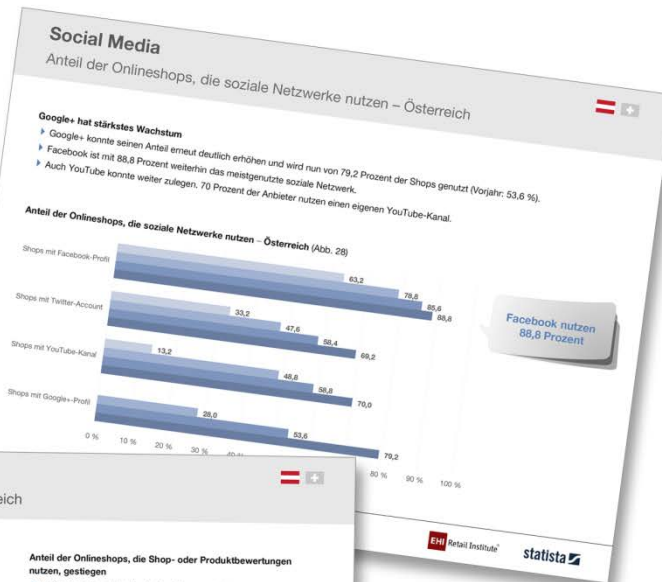 Social Media
Anteil der Onlineshops, die soziale Netzwerke nutzen – Österreich
Google+ hat stärkstes Wachstum
Google+ konnte seinen Anteil erneut deutlich erhöhen und wird nun von 79,2 Prozent der Shops genutzt (Vorjahr: 53,6 %).
Facebook ist mit 88,8 Prozent weiterhin das meistgenutzte soziale Netzwerk.
Auch YouTube konnte weiter zulegen. 70 Prozent der Anbieter nutzen einen eigenen YouTube-Kanal.
Anteil der Onlineshops, die soziale Netzwerke nutzen – Österreich (Abb. 28)
Shops mit Facebook-Profil
63,2
78,8
85,6
88,8
Shops mit Twitter-Account
33,2
47,6
58,4
69,2
Shops mit YouTube-Kanal
13,2
48,8
58,8
70,0
Shops mit Google+-Profil
28,0
53,6
79,2
0 % 10 % 20 % 30 % 80 % 90 % 100 %
Facebook nutzen
88,8 Prozent
EHI Retail Institute
statista
eich
Anteil der Onlineshops, die Shop- oder Produktbewertungen
nutzen, gestiegen